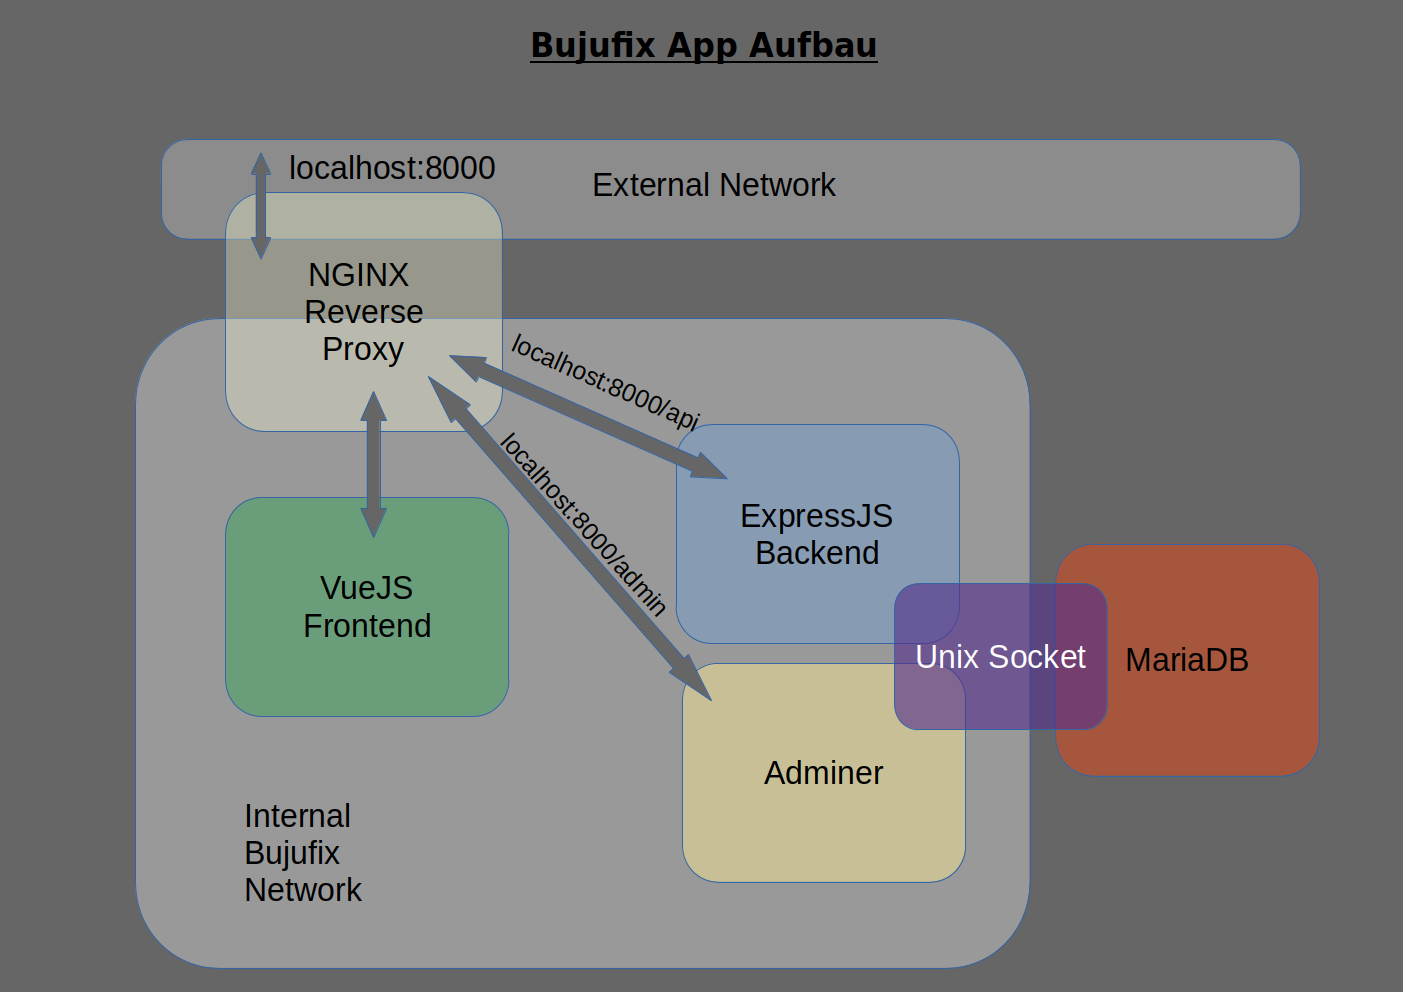 Bujufix App Aufbau
localhost:8000
External Network
NGINX
Reverse
Proxy
localhost:8000/api
localhost:8000/admin
ExpressJS
Backend
VueJS
Frontend
Unix Socket
MariaDB
Adminer
Internal
Bujufix
Network